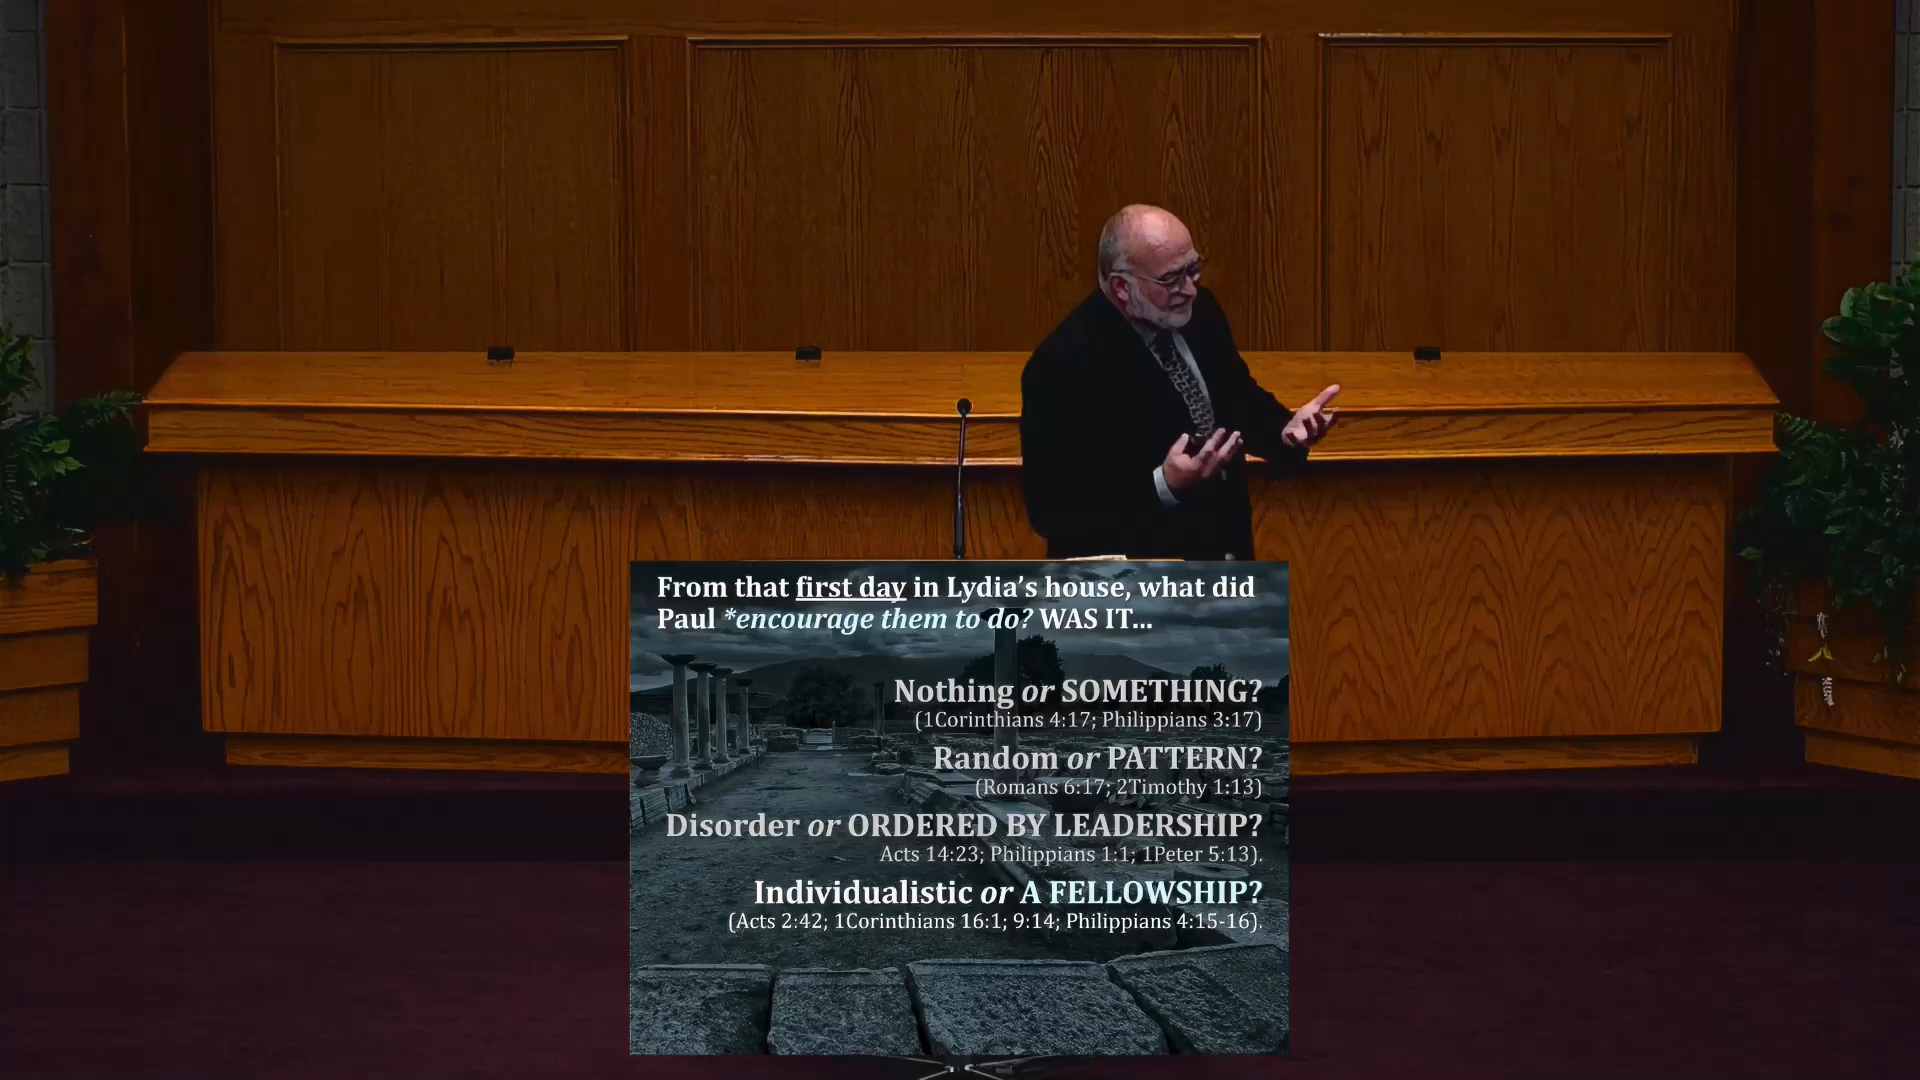 From that first day in Lydia's house, what did
Paul *encourage them to do? WAS IT...
Nothing or SOMETHING?
(1Corinthians 4:17; Philippians 3:17)
Random or PATTERN?
(Romans 6:17; 2Timothy 1:13)
Disorder or ORDERED BY LEADERSHIP?
Acts 14:23; Philippians 1:1; 1Peter 5:13).
Individualistic or A FELLOWSHIP?
(Acts 2:42; 1Corinthians 16:1; 9:14; Philippians 4:15-16).